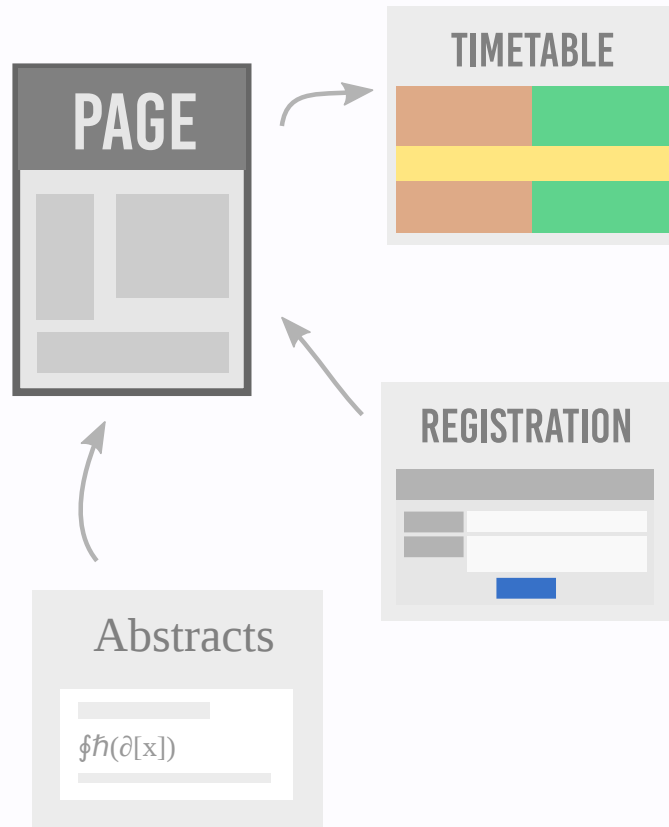 TIMETABLE
PAGE
REGISTRATION
Abstracts
∮ℏ(∂[x])